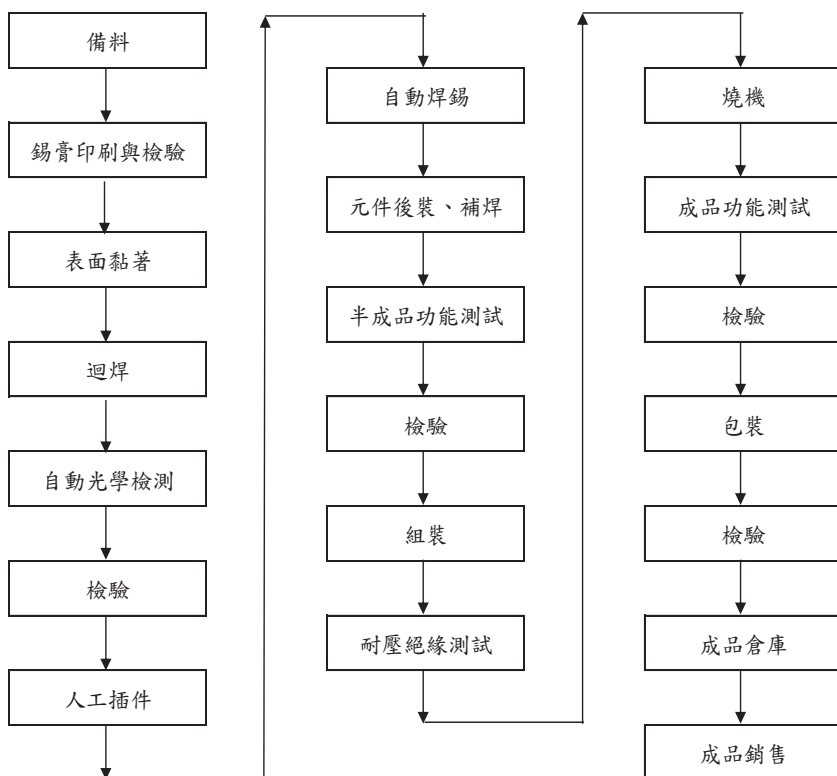 備料
錫膏印刷與檢驗
表面黏著
迴焊
自動光學檢測
檢驗
人工插件
自動焊錫
元件後裝、補焊
半成品功能測試
檢驗
組裝
耐壓絕緣測試
燒機
成品功能測試
檢驗
包裝
檢驗
成品倉庫
成品銷售